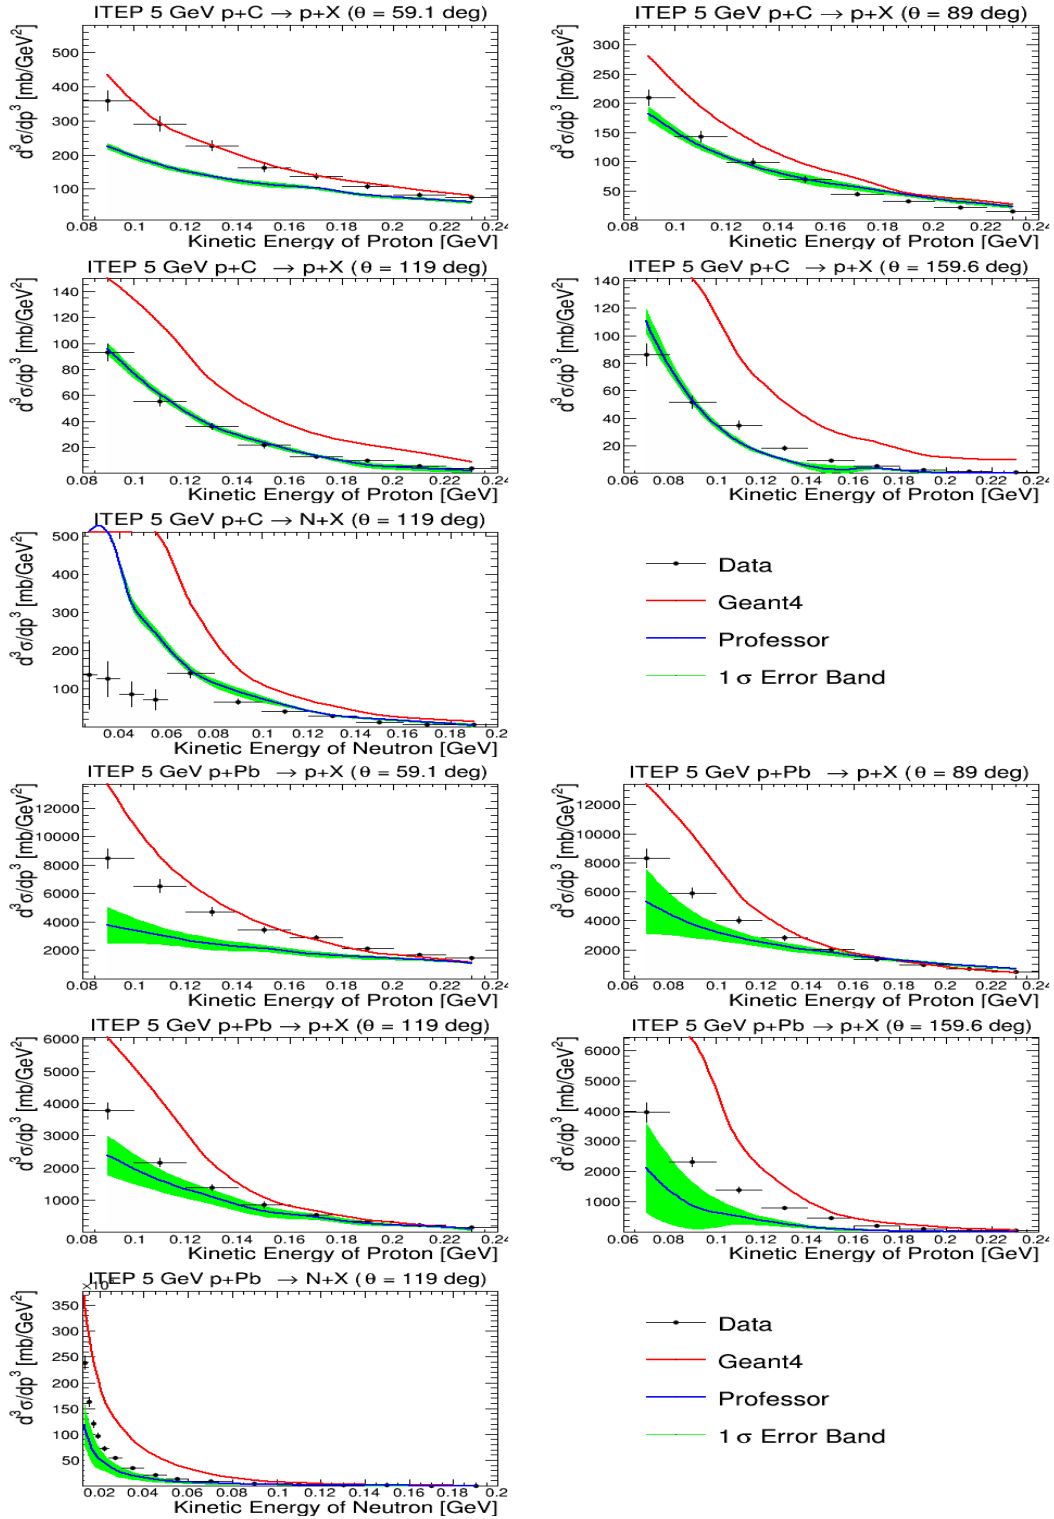 ITEP 5 GeV p+C → p+X (θ = 59.1 deg)
d³σ/dp³ [mb/GeV²]
500
400
300
200
100
0.08 0.1 0.12 0.14 0.16 0.18 0.2 0.22 0.24
Kinetic Energy of Proton [GeV]
ITEP 5 GeV p+C → p+X (θ = 89 deg)
d³σ/dp³ [mb/GeV²]
300
250
200
150
100
50
0.08 0.1 0.12 0.14 0.16 0.18 0.2 0.22 0.24
Kinetic Energy of Proton [GeV]
ITEP 5 GeV p+C → p+X (θ = 119 deg)
d³σ/dp³ [mb/GeV²]
140
120
100
80
60
40
20
0.08 0.1 0.12 0.14 0.16 0.18 0.2 0.22 0.24
Kinetic Energy of Proton [GeV]
ITEP 5 GeV p+C → p+X (θ = 159.6 deg)
d³σ/dp³ [mb/GeV²]
140
120
100
80
60
40
20
0.06 0.08 0.1 0.12 0.14 0.16 0.18 0.2 0.22 0.24
Kinetic Energy of Proton [GeV]
ITEP 5 GeV p+C → N+X (θ = 119 deg)
d³σ/dp³ [mb/GeV²]
500
400
300
200
100
0.04 0.06 0.08 0.1 0.12 0.14 0.16 0.18 0.2
Kinetic Energy of Neutron [GeV]
Data
Geant4
Professor
1 σ Error Band
ITEP 5 GeV p+Pb → p+X (θ = 59.1 deg)
d³σ/dp³ [mb/GeV²]
12000
10000
8000
6000
4000
2000
0.08 0.1 0.12 0.14 0.16 0.18 0.2 0.22 0.24
Kinetic Energy of Proton [GeV]
ITEP 5 GeV p+Pb → p+X (θ = 89 deg)
d³σ/dp³ [mb/GeV²]
12000
10000
8000
6000
4000
2000
0.06 0.08 0.1 0.12 0.14 0.16 0.18 0.2 0.22 0.24
Kinetic Energy of Proton [GeV]
ITEP 5 GeV p+Pb → p+X (θ = 119 deg)
d³σ/dp³ [mb/GeV²]
6000
5000
4000
3000
2000
1000
0.08 0.1 0.12 0.14 0.16 0.18 0.2 0.22 0.24
Kinetic Energy of Proton [GeV]
ITEP 5 GeV p+Pb → p+X (θ = 159.6 deg)
d³σ/dp³ [mb/GeV²]
6000
5000
4000
3000
2000
1000
0
0.06 0.08 0.1 0.12 0.14 0.16 0.18 0.2 0.22 0.24
Kinetic Energy of Proton [GeV]
ITEP 5 GeV p+Pb → N+X (θ = 119 deg)
d³σ/dp³ [mb/GeV²]
350
300
250
200
150
100
50
0.02 0.04 0.06 0.08 0.1 0.12 0.14 0.16 0.18 0.2
Kinetic Energy of Neutron [GeV]
Data
Geant4
Professor
1 σ Error Band